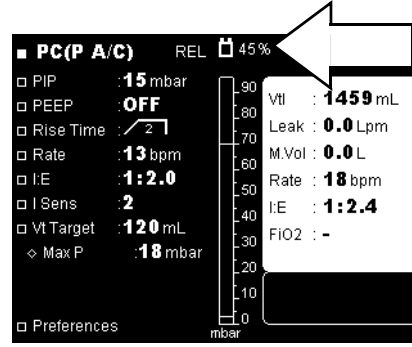 PC(P A/C) REL 45%
PIP :15 mbar
PEEP :OFF
Rise Time : 2
Rate :13 bpm
I:E :1:2.0
I Sens :2
Vt Target :120 mL
Max P :18 mbar
Preferences
90
80
70
60
50
40
30
20
10
0
mbar
VtI : 1459 mL
Leak : 0.0 Lpm
M.Vol : 0.0 L
Rate : 18 bpm
I:E : 1:2.4
FiO2 : -